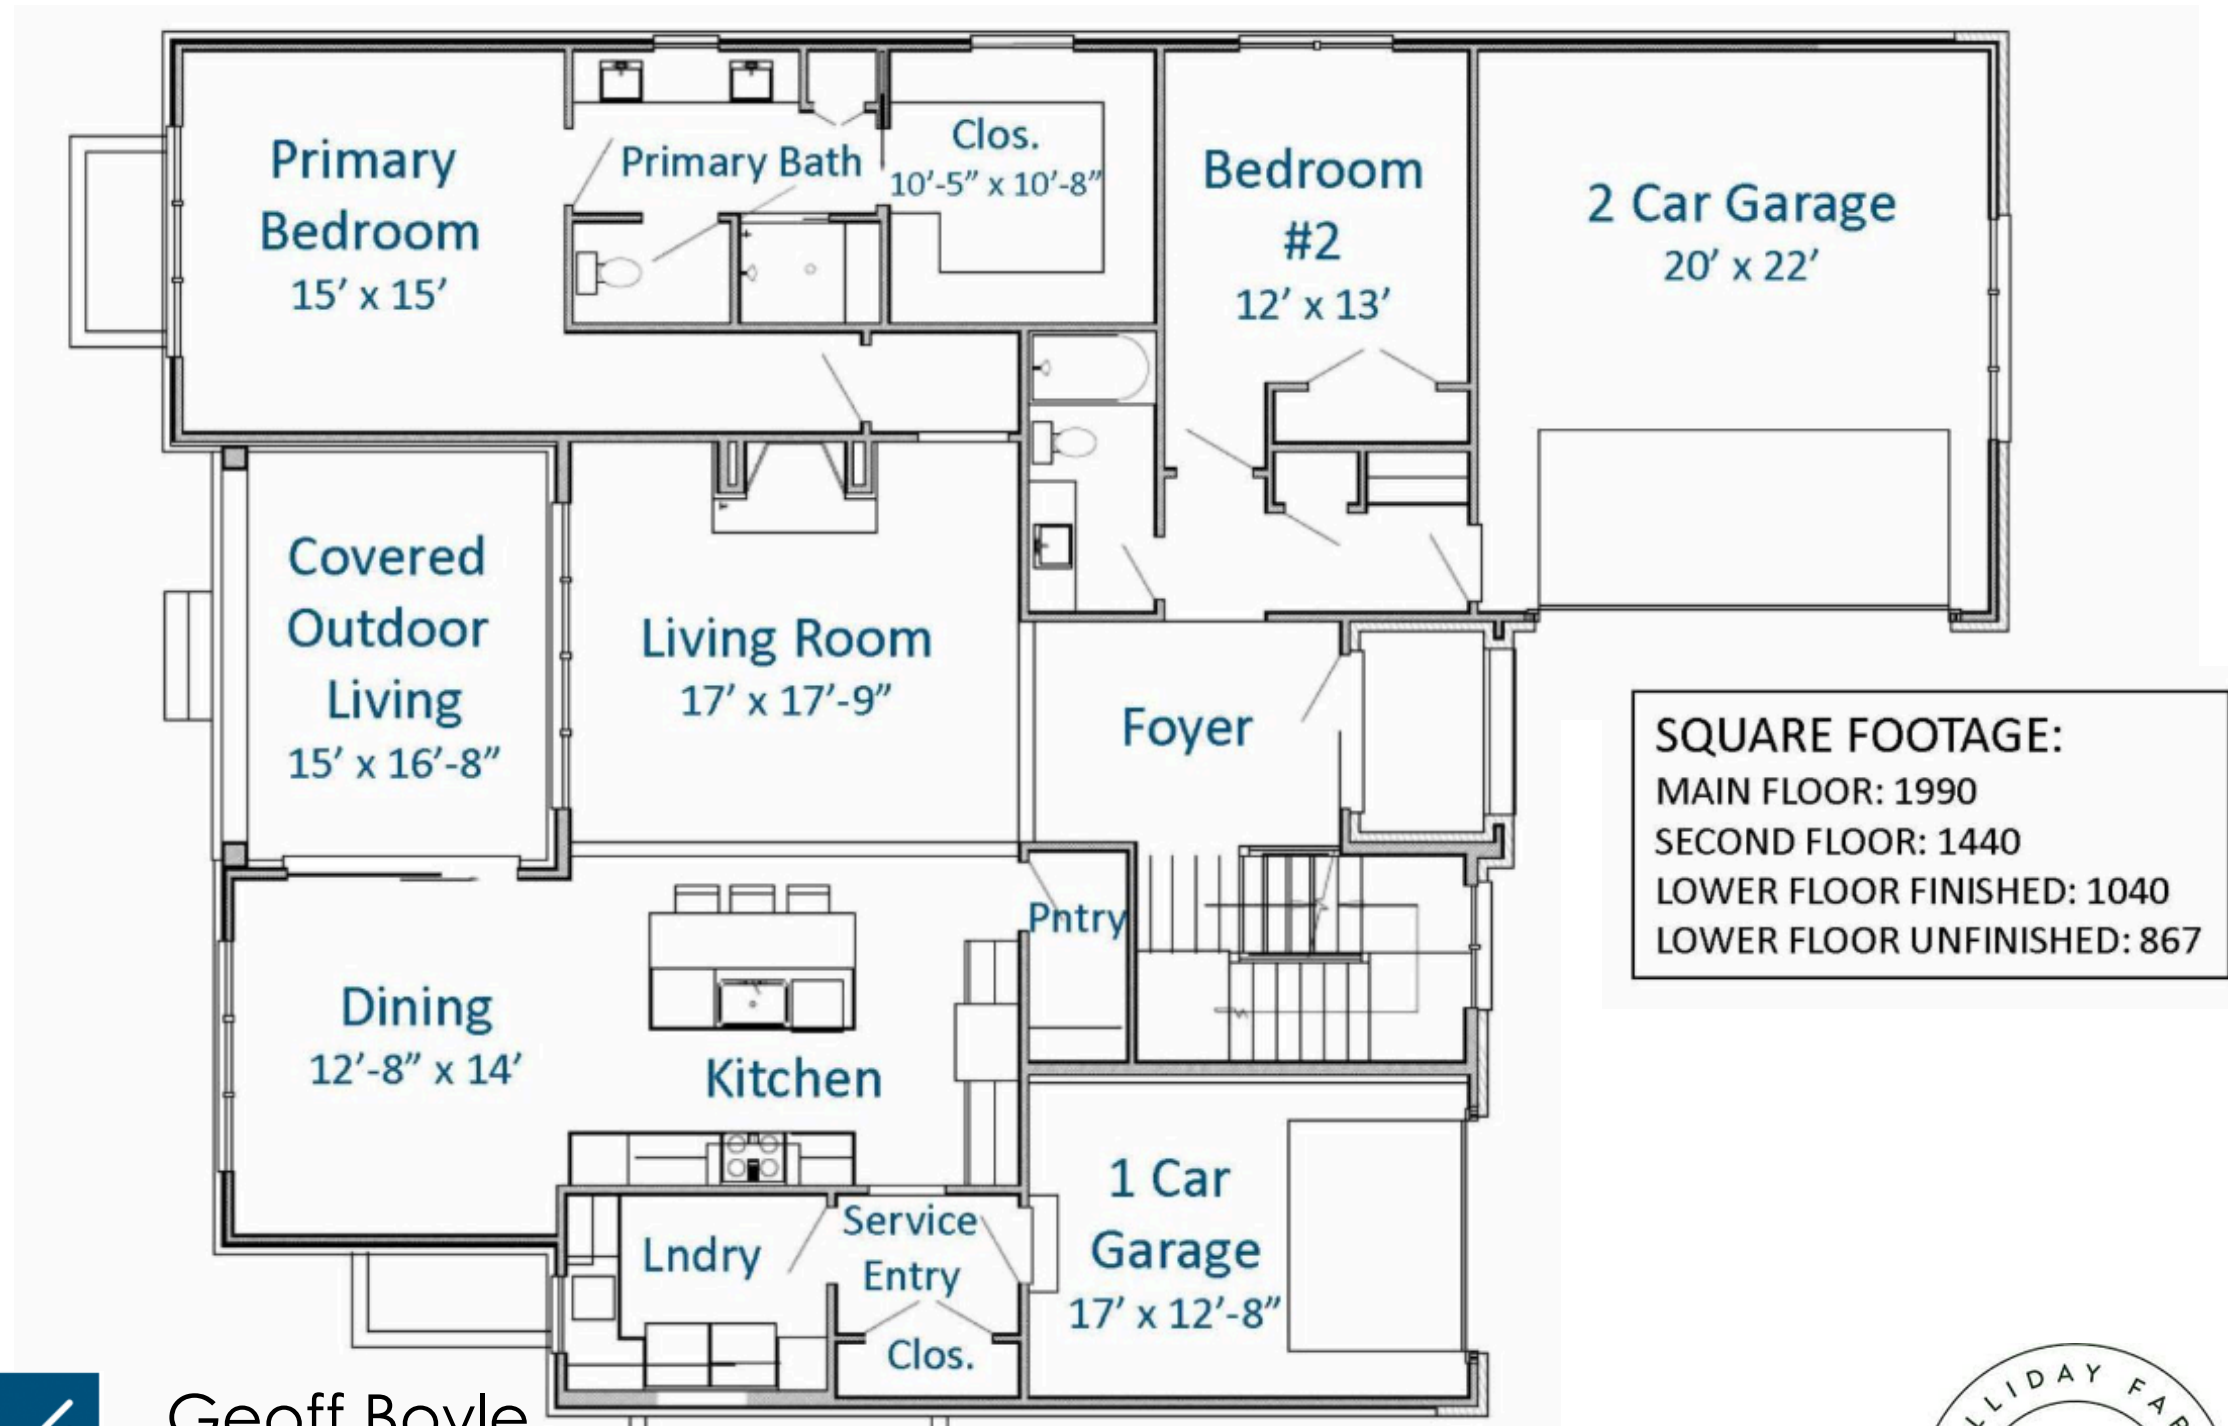 Primary
Bedroom
15’ x 15’
Primary Bath
Clos.
10’-5” x 10’-8”
Bedroom
#2
12’ x 13’
2 Car Garage
20’ x 22’
Covered
Outdoor
Living
15’ x 16’-8”
Living Room
17’ x 17’-9”
Foyer
SQUARE FOOTAGE:
MAIN FLOOR: 1990
SECOND FLOOR: 1440
LOWER FLOOR FINISHED: 1040
LOWER FLOOR UNFINISHED: 867
Pntry
Dining
12’-8” x 14’
Kitchen
1 Car
Garage
17’ x 12’-8”
Lndry
Service
Entry
Clos.
Geoff Boyle